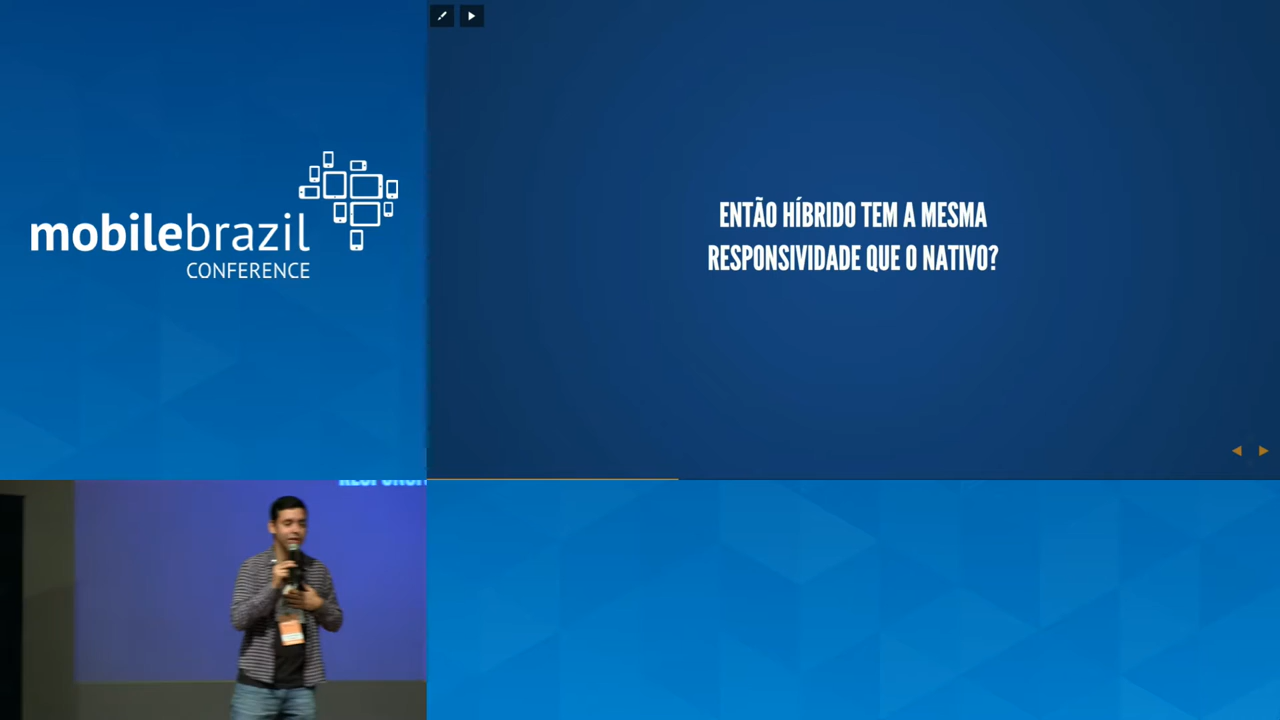 mobilebrazil
CONFERENCE
ENTÃO HÍBRIDO TEM A MESMA
RESPONSIVIDADE QUE O NATIVO?